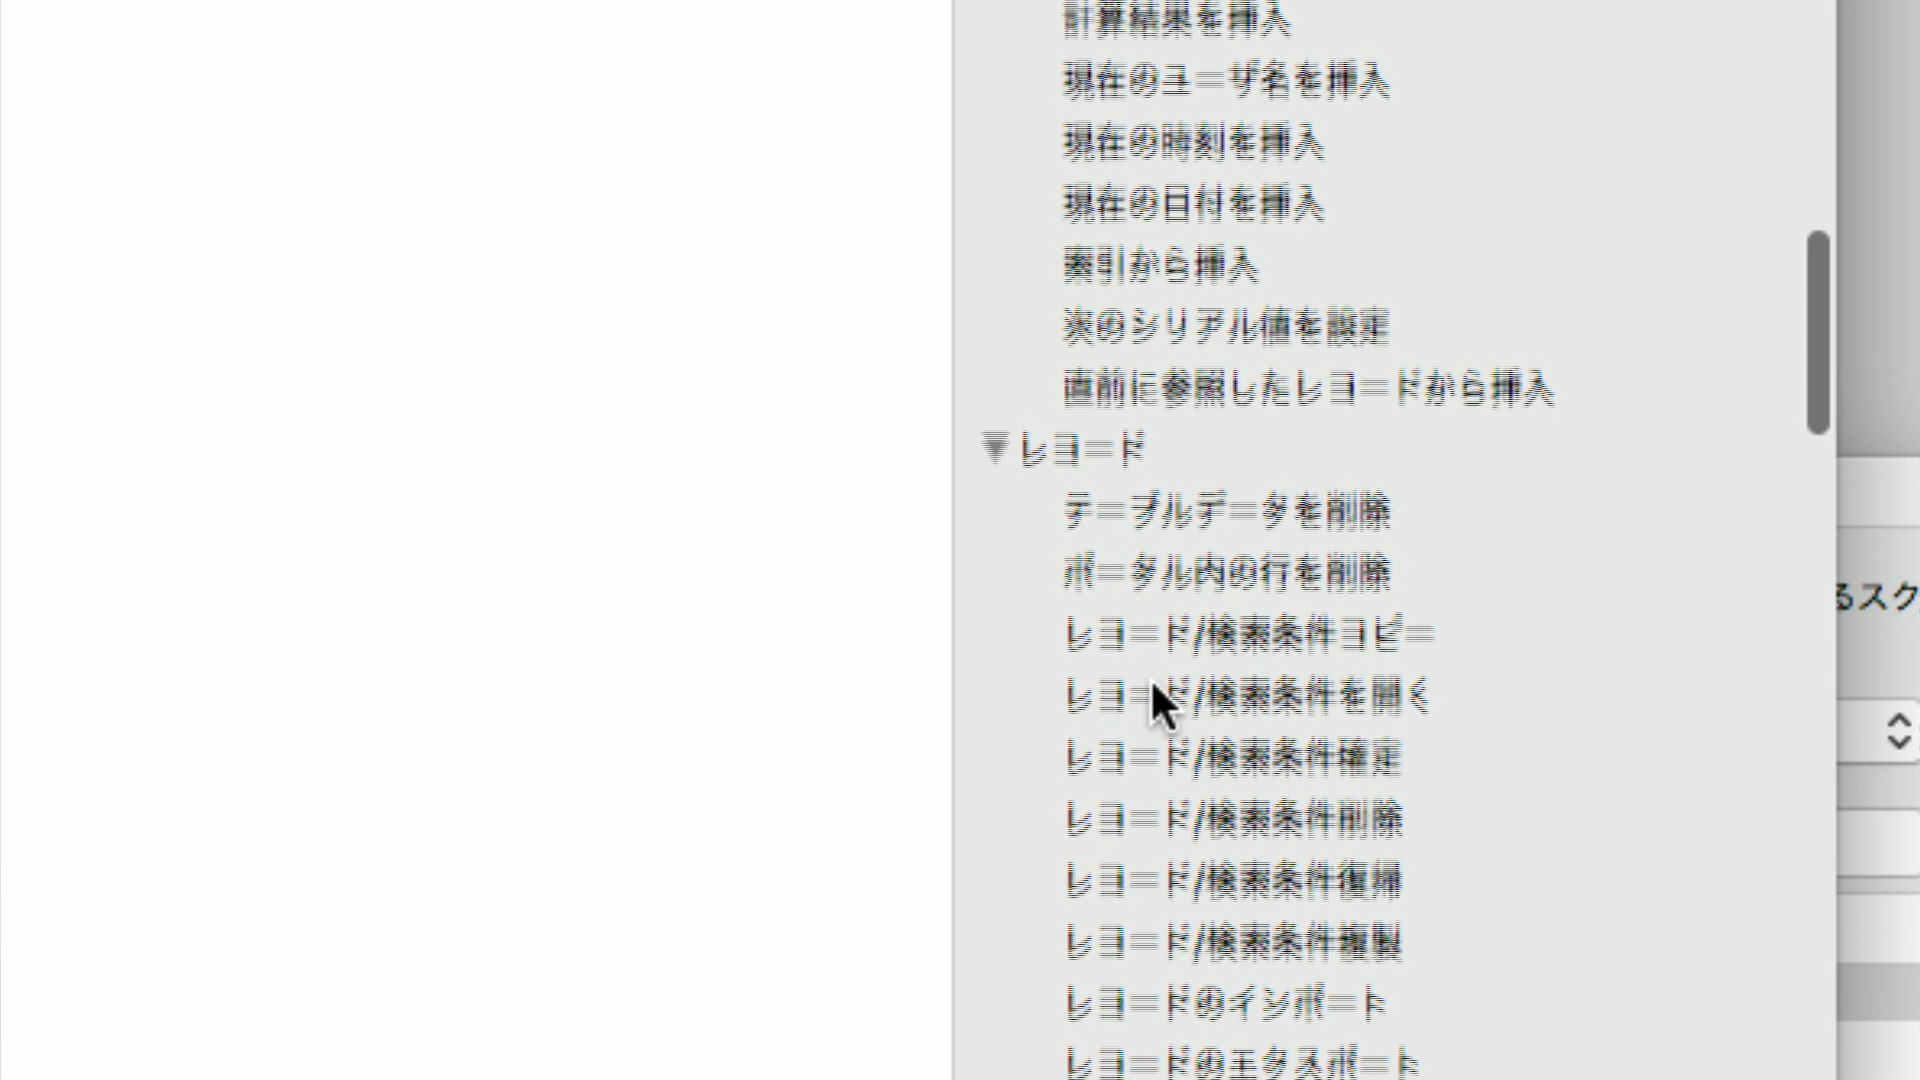 計算結果を挿入
現在のユーザ名を挿入
現在の時刻を挿入
現在の日付を挿入
索引から挿入
次のシリアル値を設定
直前に参照したレコードから挿入
▼レコード
テーブルデータを削除
ポータル内の行を削除
レコード/検索条件コピー
レコード/検索条件を開く
レコード/検索条件確定
レコード/検索条件削除
レコード/検索条件復帰
レコード/検索条件複製
レコードのインポート
レコードのエクスポート
るスク